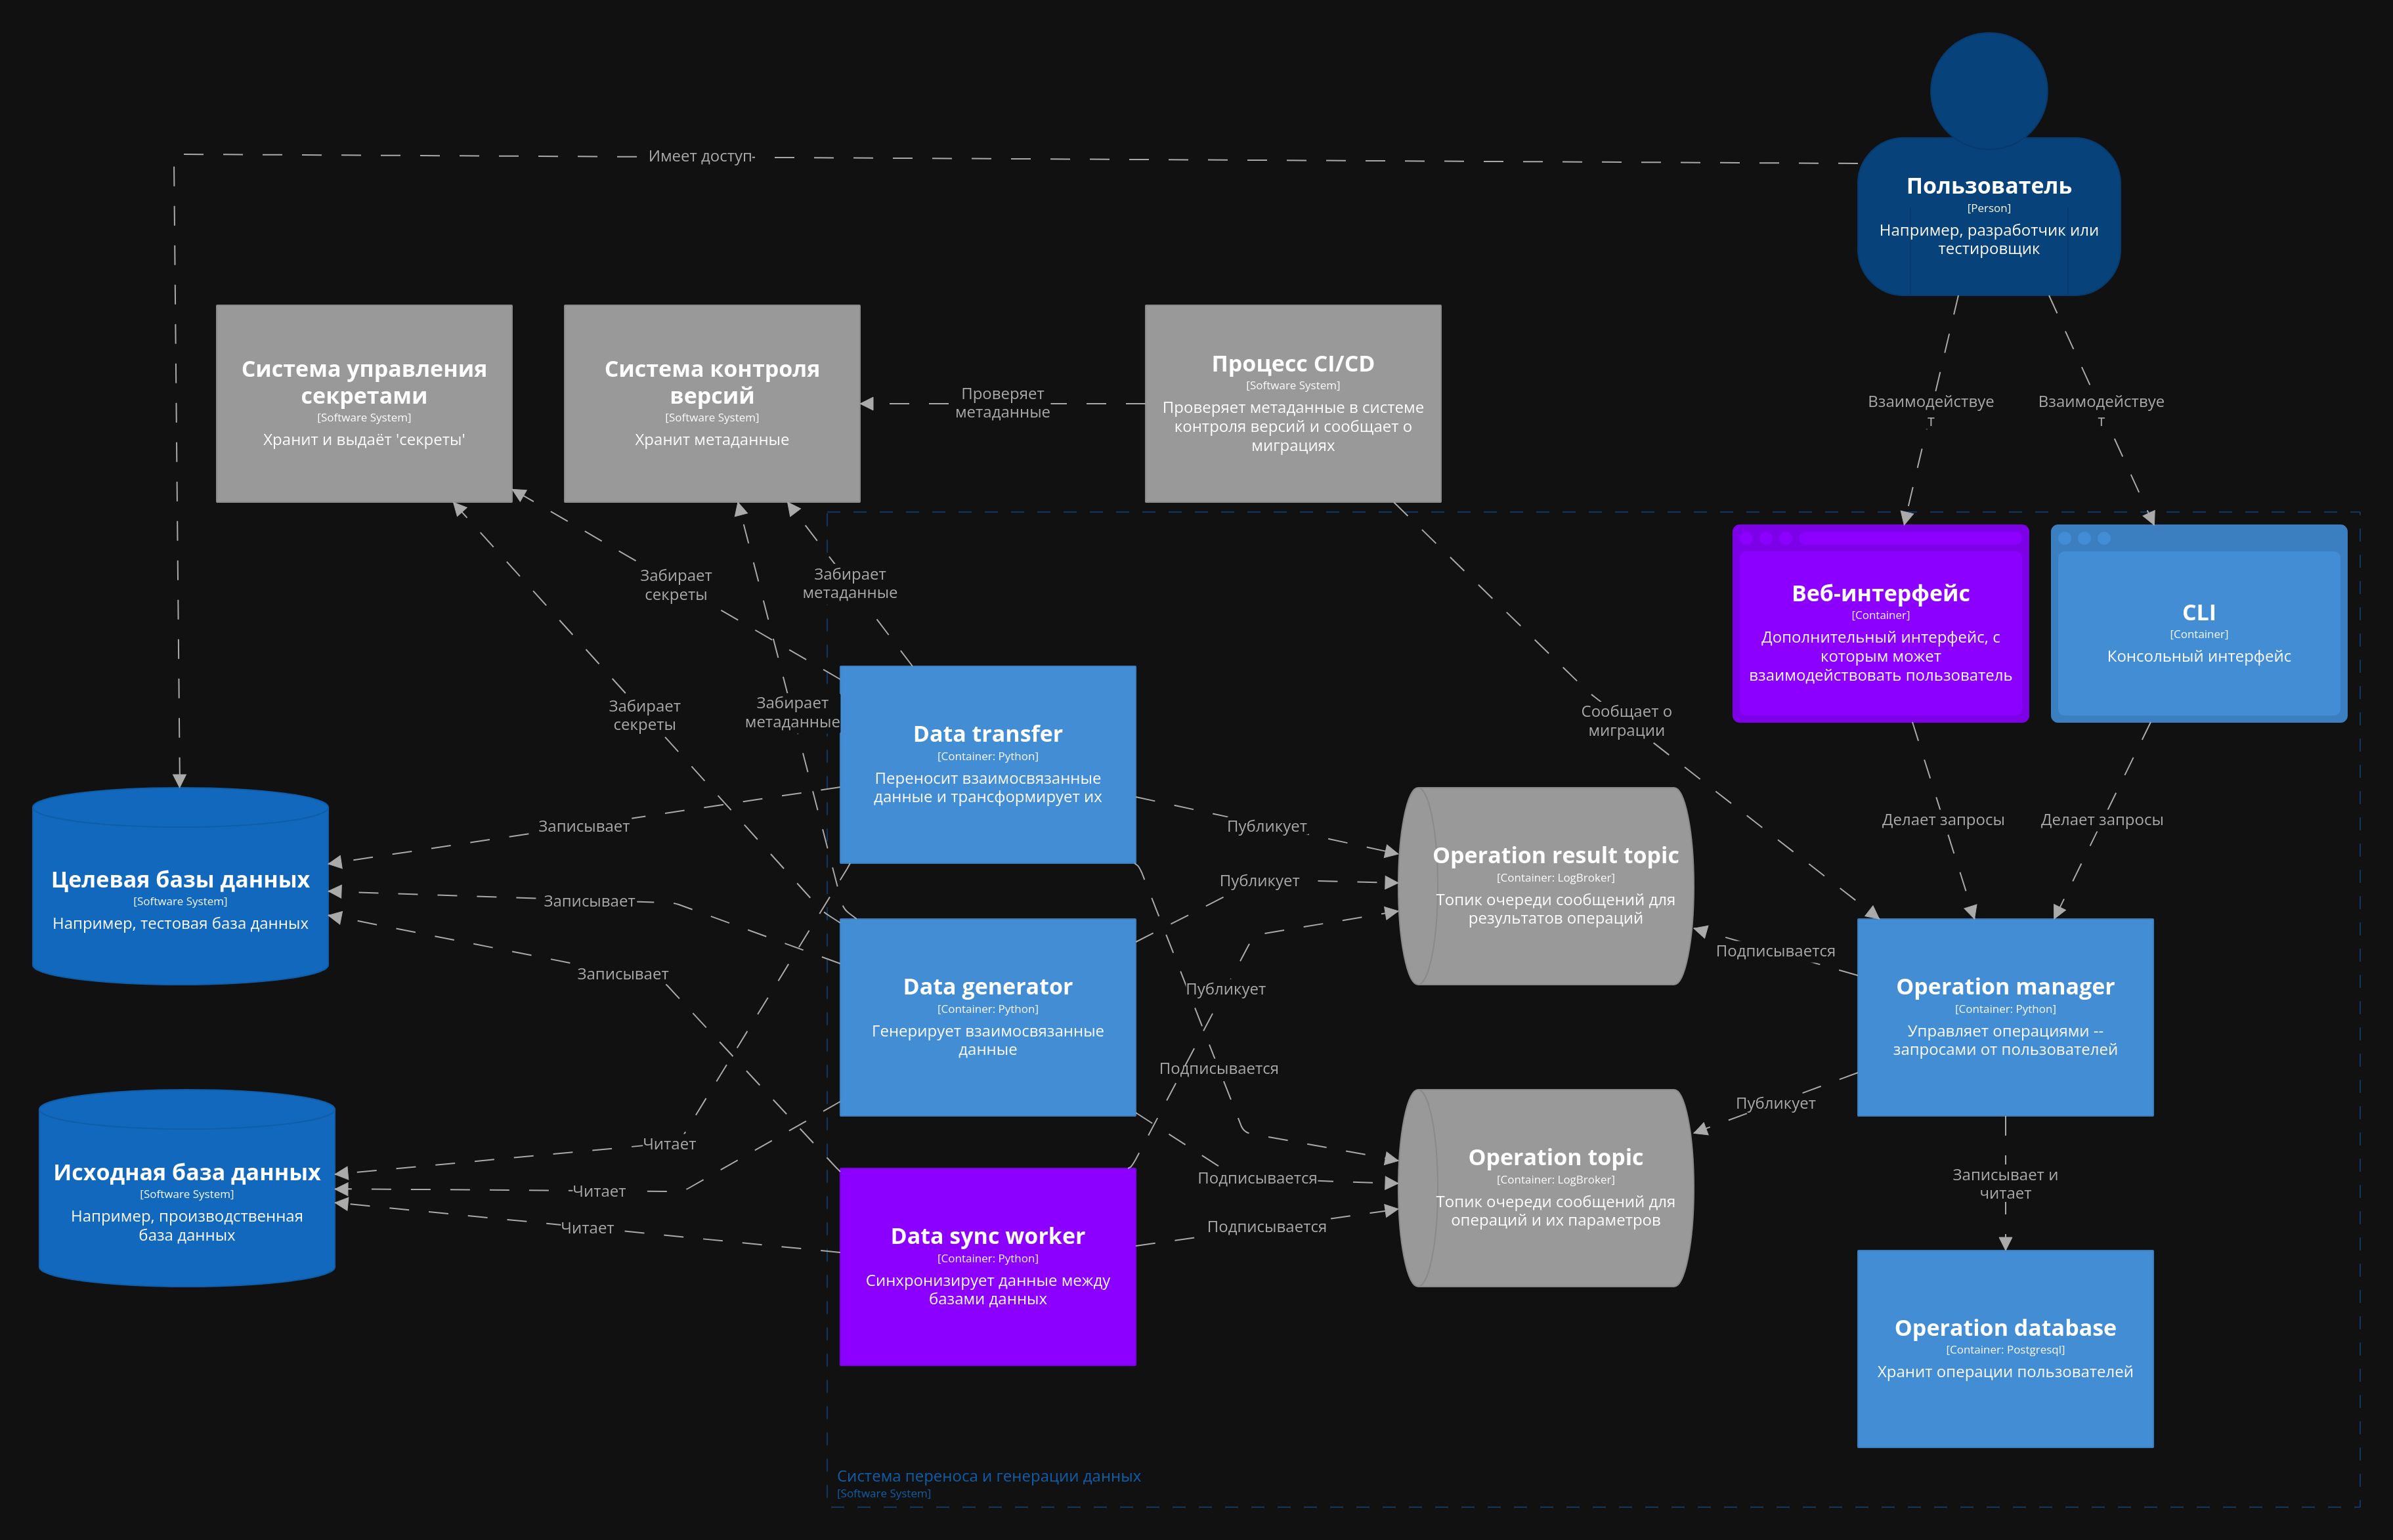 Имеет доступ
Пользователь
[Person]
Например, разработчик или
тестировщик
Система управления
секретами
[Software System]
Хранит и выдаёт 'секреты'
Система контроля
версий
[Software System]
Хранит метаданные
Проверяет
метаданные
Процесс CI/CD
[Software System]
Проверяет метаданные в системе
контроля версий и сообщает о
миграциях
Взаимодействуе
т
Взаимодействуе
т
Забирает
секреты
Забирает
метаданные
Веб-интерфейс
[Container]
Дополнительный интерфейс, с
которым может
взаимодействовать пользователь
CLI
[Container]
Консольный интерфейс
Забирает
секреты
Забирает
метаданные
Data transfer
[Container: Python]
Переносит взаимосвязанные
данные и трансформирует их
Сообщает о
миграции
Записывает
Публикует
Делает запросы
Делает запросы
Целевая базы данных
[Software System]
Например, тестовая база данных
Записывает
Публикует
Operation result topic
[Container: LogBroker]
Топик очереди сообщений для
результатов операций
Записывает
Data generator
[Container: Python]
Генерирует взаимосвязанные
данные
Публикует
Подписывается
Operation manager
[Container: Python]
Управляет операциями --
запросами от пользователей
Подписывается
Публикует
Читает
Исходная база данных
[Software System]
Например, производственная
база данных
Читает
Читает
Подписывается
Подписывается
Operation topic
[Container: LogBroker]
Топик очереди сообщений для
операций и их параметров
Записывает и
читает
Data sync worker
[Container: Python]
Синхронизирует данные между
базами данных
Operation database
[Container: Postgresql]
Хранит операции пользователей
Система переноса и генерации данных
[Software System]